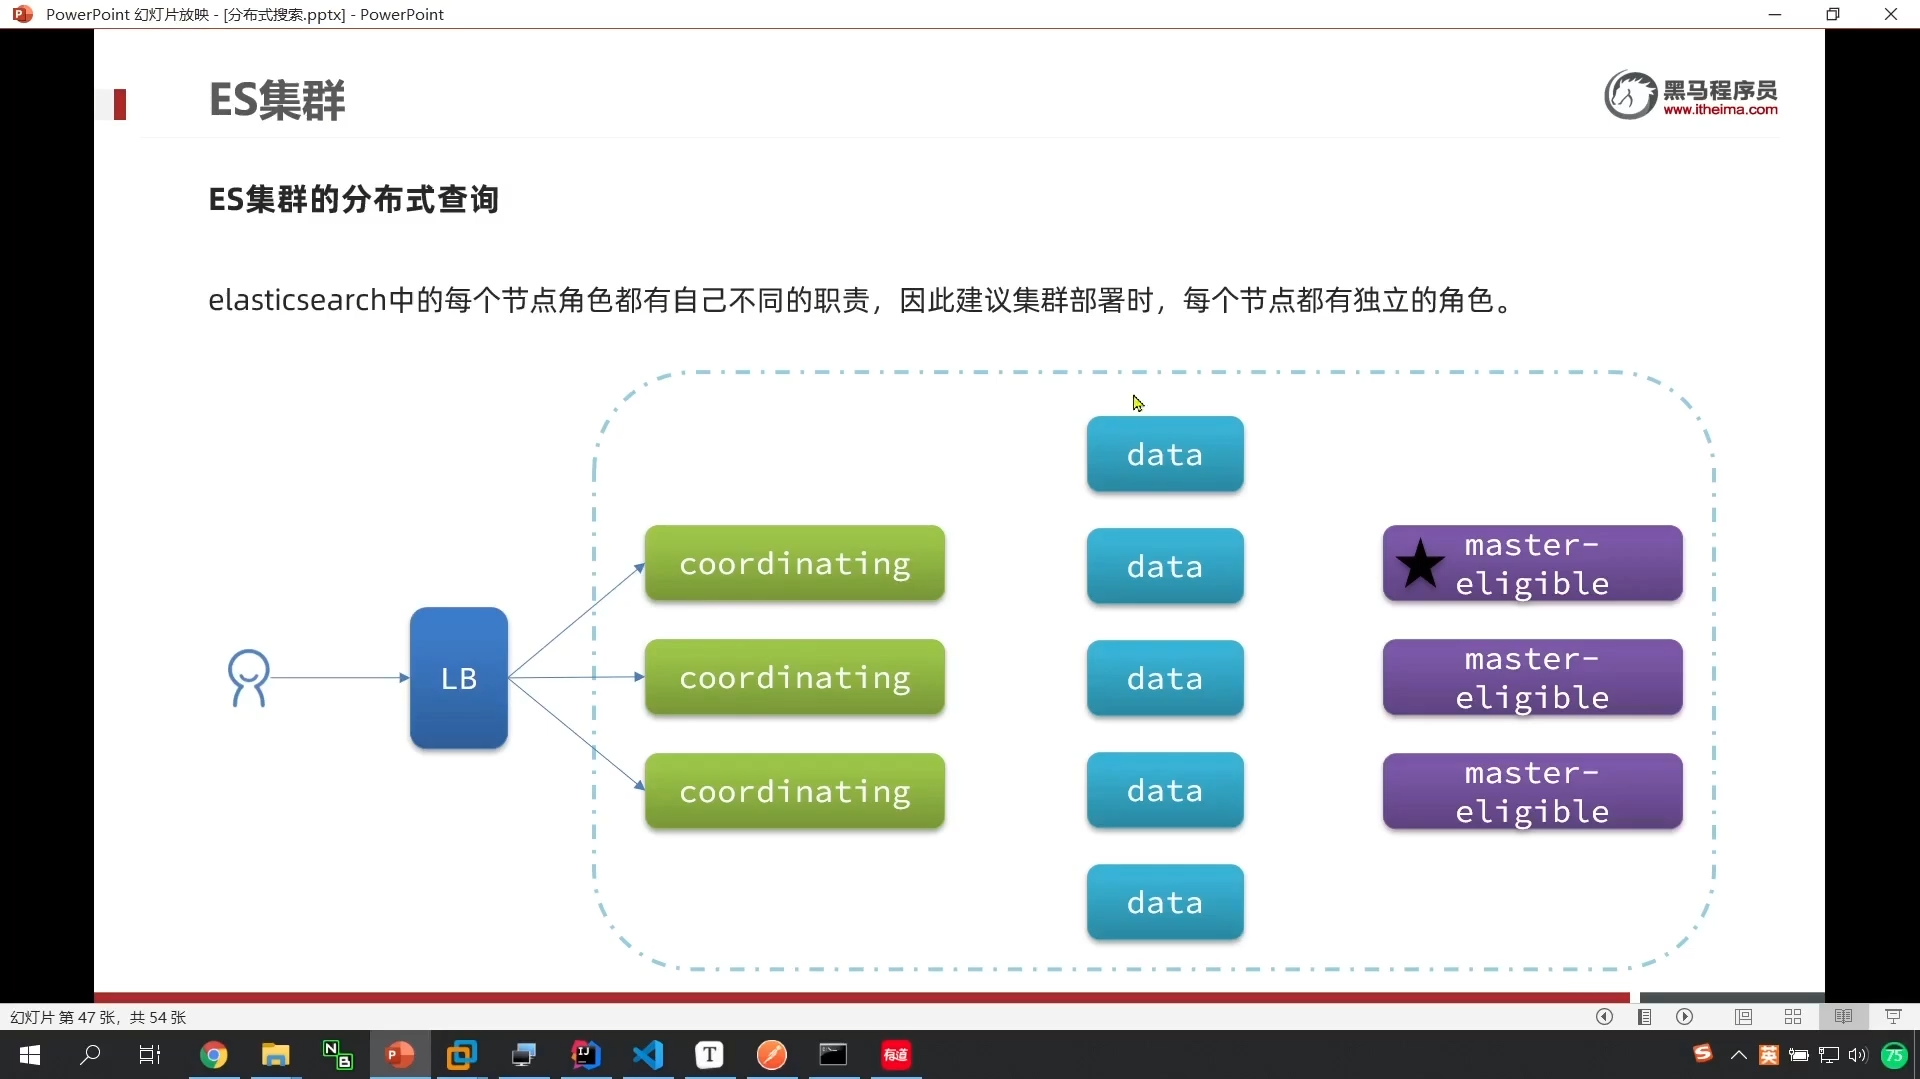 PowerPoint 幻灯片放映 - [分布式搜索.pptx] - PowerPoint
ES集群
黑马程序员
www.itheima.com
ES集群的分布式查询
elasticsearch中的每个节点角色都有自己不同的职责，因此建议集群部署时，每个节点都有独立的角色。
LB
coordinating
coordinating
coordinating
data
data
data
data
data
master-
eligible
master-
eligible
master-
eligible
幻灯片 第 47 张，共 54 张
N
B
P
IJ
T
有道
S
英
75